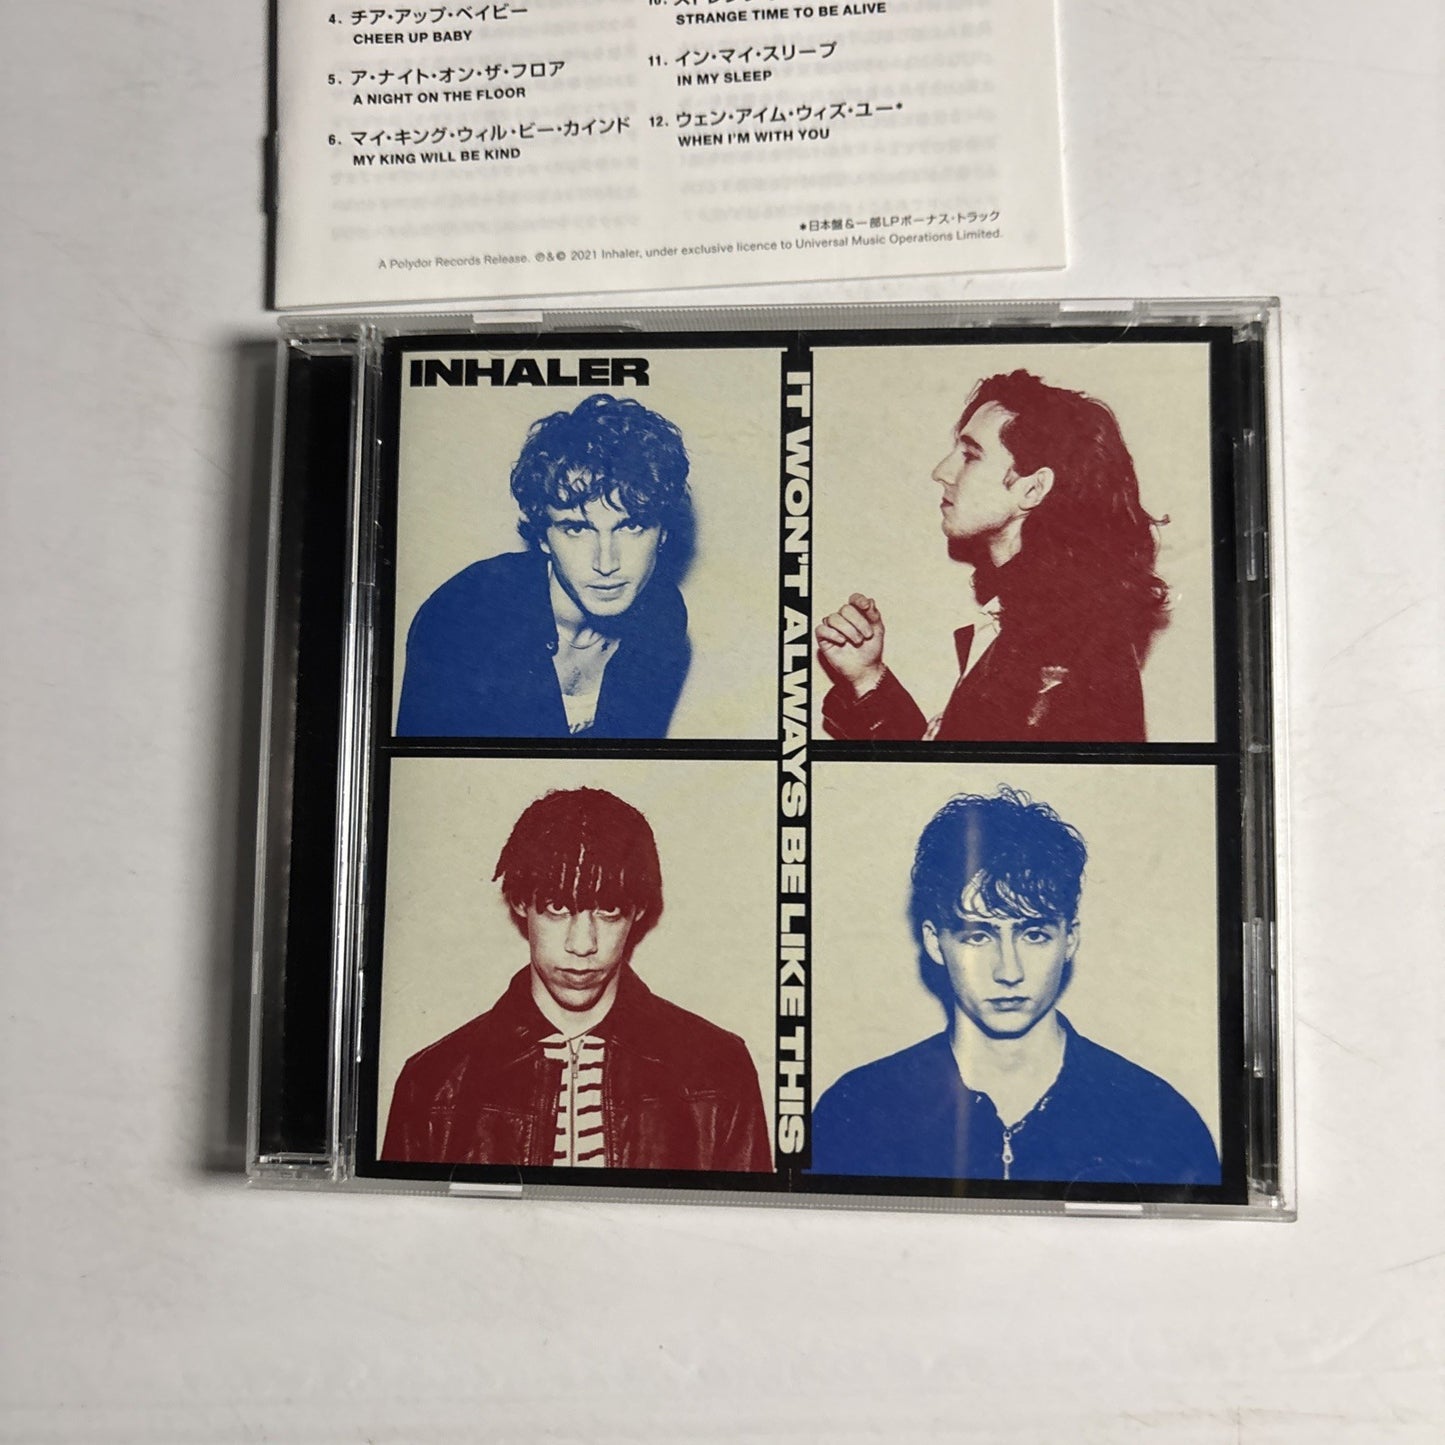 4. チア・アップ・ベイビー
CHEER UP BABY
5. ア・ナイト・オン・ザ・フロア
A NIGHT ON THE FLOOR
6. マイ・キング・ウィル・ビー・カインド
MY KING WILL BE KIND
STRANGE TIME TO BE ALIVE
11. イン・マイ・スリープ
IN MY SLEEP
12. ウェン・アイム・ウィズ・ユー*
WHEN I'M WITH YOU
*日本盤&一部LPボーナス・トラック
A Polydor Records Release. ℗&© 2021 Inhaler, under exclusive licence to Universal Music Operations Limited.
INHALER
IT WON'T ALWAYS BE LIKE THIS